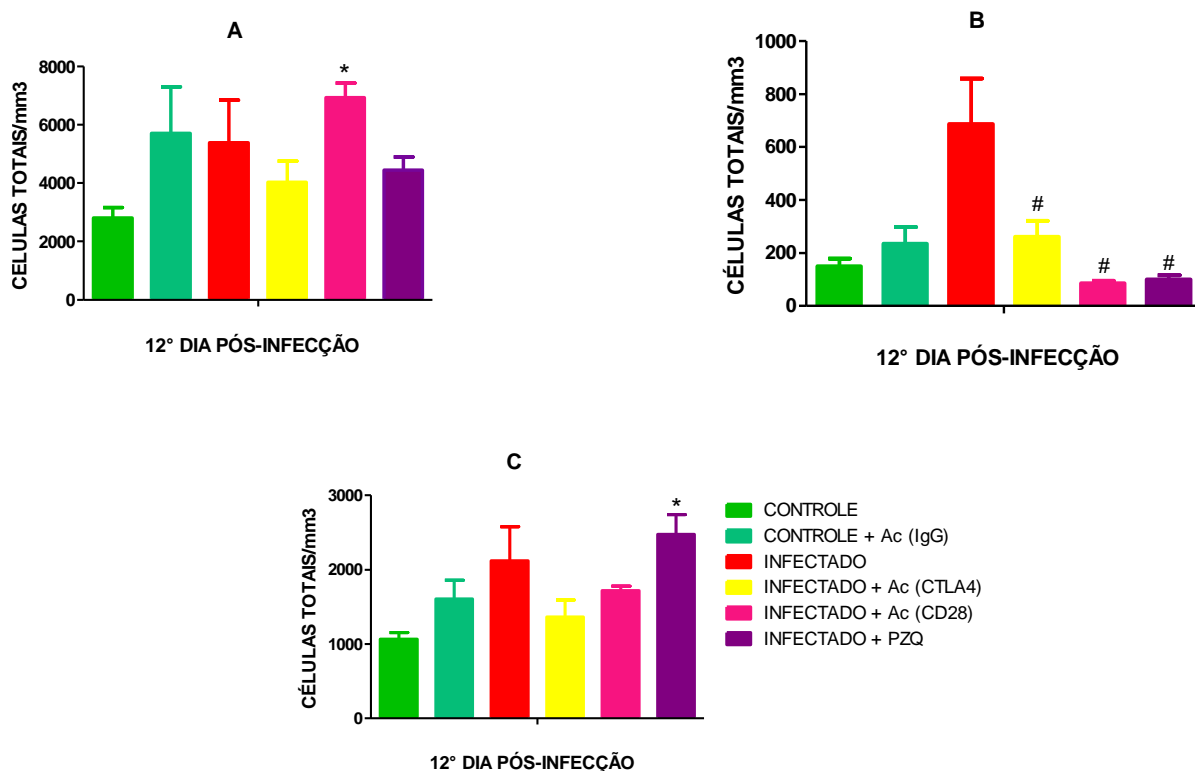 A
CÉLULAS TOTAIS/mm3
8000
6000
4000
2000
0
*
12° DIA PÓS-INFECÇÃO
B
CÉLULAS TOTAIS/mm3
1000
800
600
400
200
0
#
#
#
12° DIA PÓS-INFECÇÃO
C
CÉLULAS TOTAIS/mm3
3000
2000
1000
0
*
12° DIA PÓS-INFECÇÃO
CONTROLE
CONTROLE + Ac (IgG)
INFECTADO
INFECTADO + Ac (CTLA4)
INFECTADO + Ac (CD28)
INFECTADO + PZQ